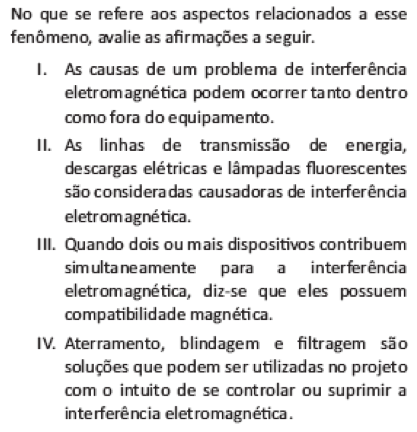 No que se refere aos aspectos relacionados a esse
fenômeno, avalie as afirmações a seguir.
I. As causas de um problema de interferência
eletromagnética podem ocorrer tanto dentro
como fora do equipamento.
II. As linhas de transmissão de energia,
descargas elétricas e lâmpadas fluorescentes
são consideradas causadoras de interferência
eletromagnética.
III. Quando dois ou mais dispositivos contribuem
simultaneamente para a interferência
eletromagnética, diz-se que eles possuem
compatibilidade magnética.
IV. Aterramento, blindagem e filtragem são
soluções que podem ser utilizadas no projeto
com o intuito de se controlar ou suprimir a
interferência eletromagnética.